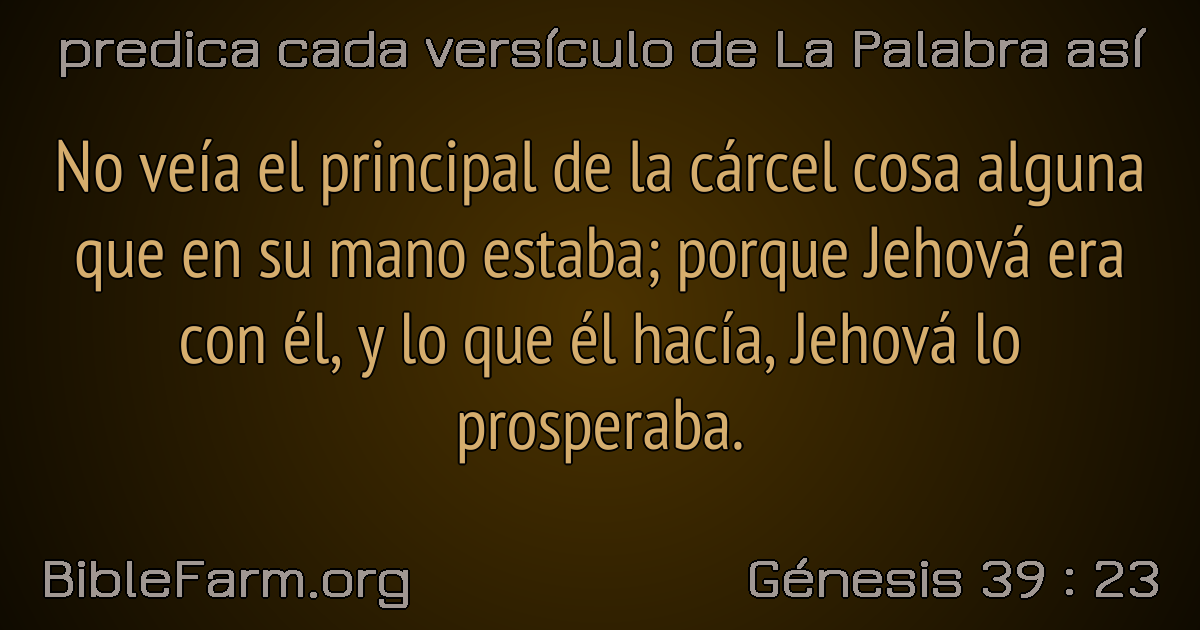 predica cada versículo de La Palabra así
No veía el principal de la cárcel cosa alguna
que en su mano estaba; porque Jehová era
con él, y lo que él hacía, Jehová lo
prosperaba.
BibleFarm.org
Génesis 39 : 23